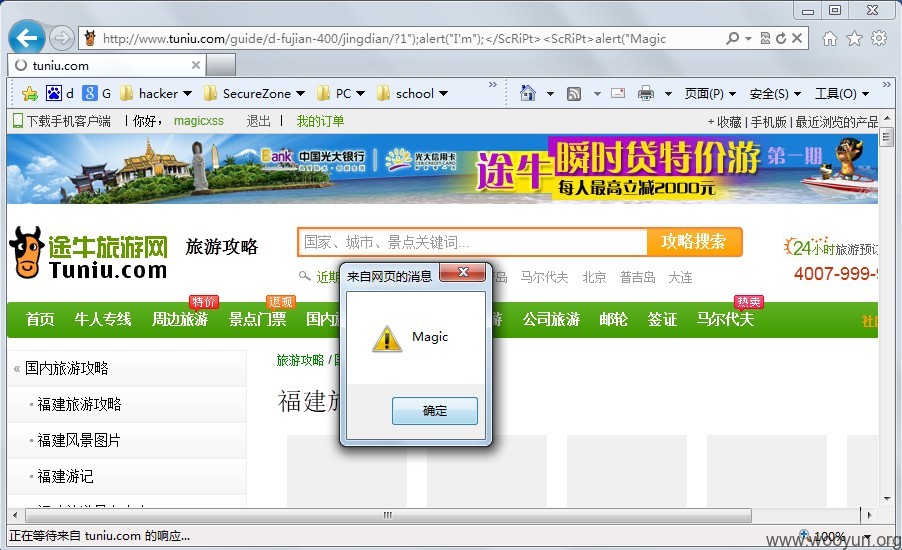 http://www.tuniu.com/guide/d-fujian-400/jingdian/?1");alert("I'm");</ScRiPt><ScRiPt>alert("Magic
tuniu.com
d G hacker SecureZone PC school 页面(P) 安全(S) 工具(O)
下载手机客户端 | 你好， magicxss 退出 | 我的订单 + 收藏 | 手机版 | 最近浏览的产品
Bank 中国光大银行 光大信用卡 途牛 瞬时贷特价游 第一期
每人最高立减2000元
途牛旅游网 旅游攻略 国家、城市、景点关键词... 攻略搜索 24小时旅游预订
Tuniu.com 4007-999-9
近期 岛 马尔代夫 北京 普吉岛 大连
特价 返现 热卖
首页 牛人专线 周边旅游 景点门票 国内 游 公司旅游 邮轮 签证 马尔代夫 社
来自网页的消息
Magic
确定
旅游攻略 / 国
« 国内旅游攻略
福建旅
· 福建旅游攻略
· 福建风景图片
· 福建游记
正在等待来自 tuniu.com 的响应... 100%
www.wooyun.org